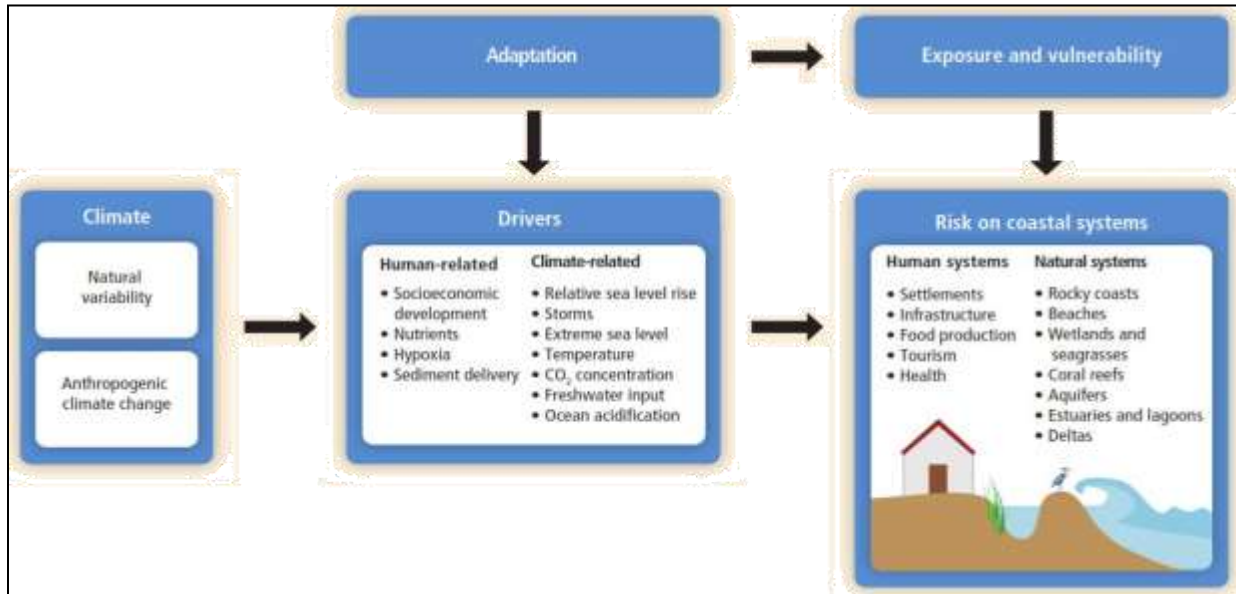 Adaptation
Exposure and vulnerability
Climate
Natural
variability
Anthropogenic
climate change
Drivers
Human-related
• Socioeconomic
development
• Nutrients
• Hypoxia
• Sediment delivery
Climate-related
• Relative sea level rise
• Storms
• Extreme sea level
• Temperature
• CO₂ concentration
• Freshwater input
• Ocean acidification
Risk on coastal systems
Human systems
• Settlements
• Infrastructure
• Food production
• Tourism
• Health
Natural systems
• Rocky coasts
• Beaches
• Wetlands and
seagrasses
• Coral reefs
• Aquifers
• Estuaries and lagoons
• Deltas